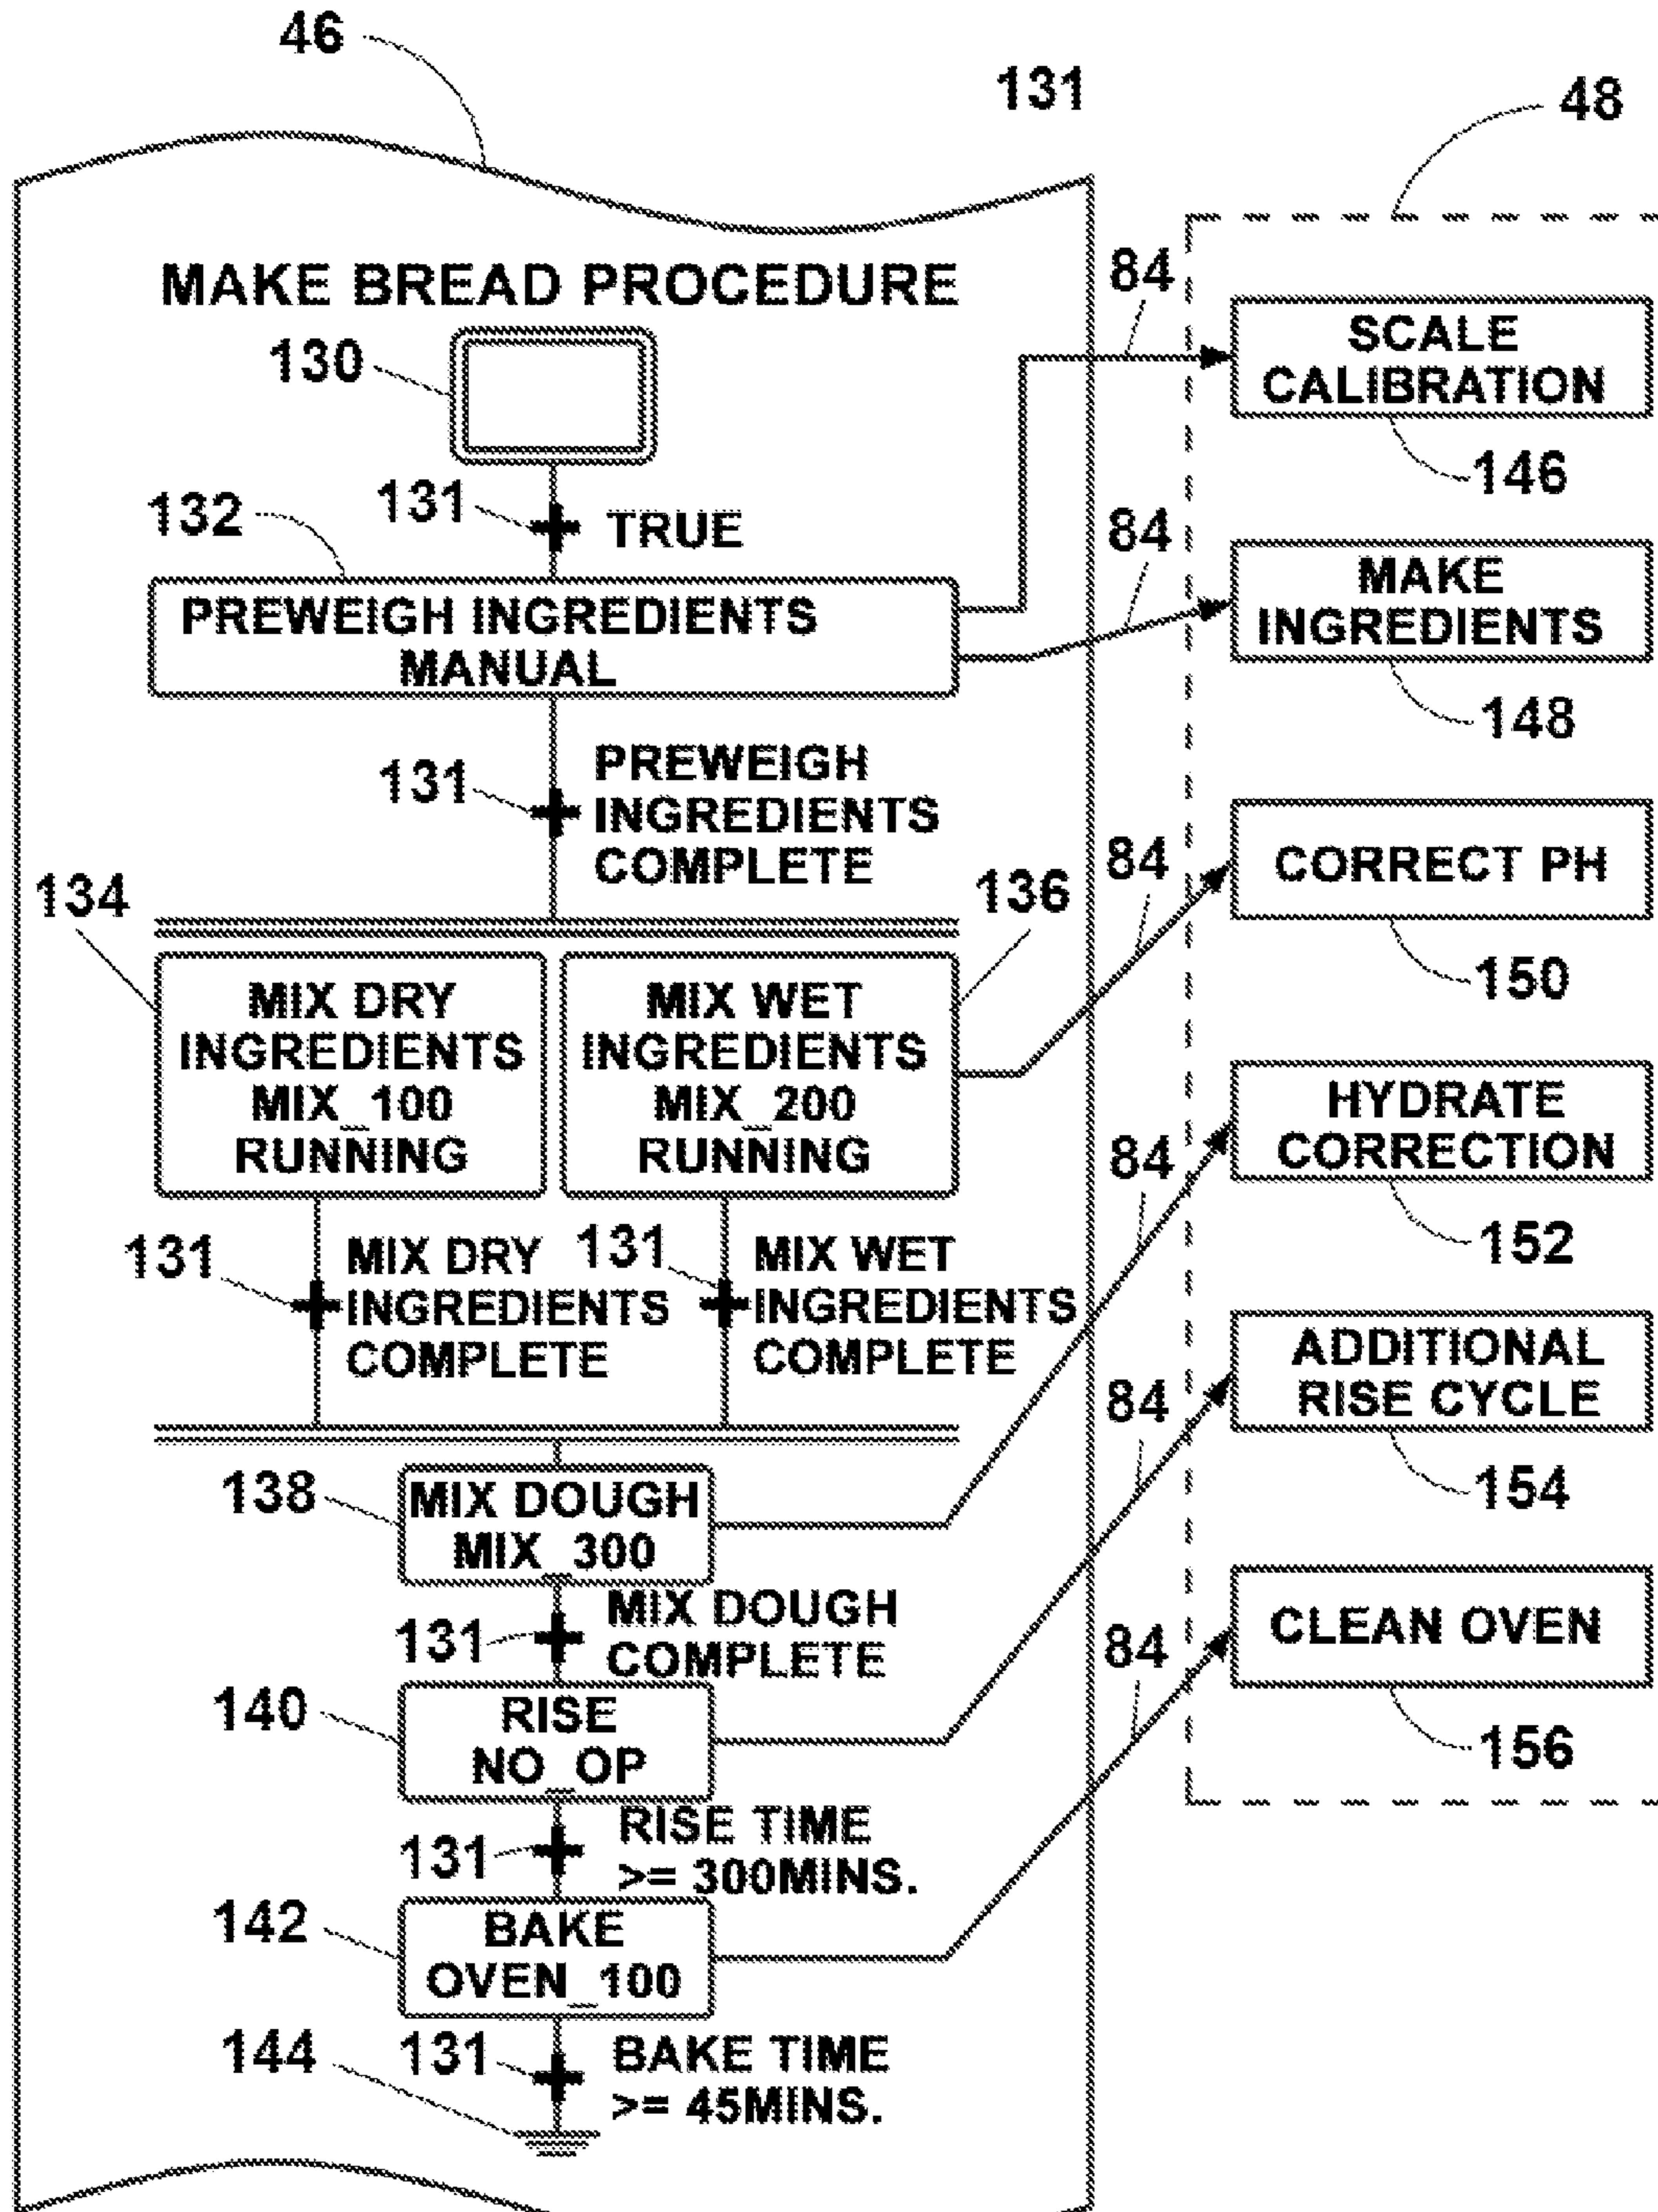 46
131
48
MAKE BREAD PROCEDURE
84
130
SCALE
CALIBRATION
146
131
TRUE
132
84
PREWEIGH INGREDIENTS
MANUAL
MAKE
INGREDIENTS
148
131
PREWEIGH
INGREDIENTS
COMPLETE
84
CORRECT PH
150
134
136
MIX DRY
INGREDIENTS
MIX_100
RUNNING
MIX WET
INGREDIENTS
MIX_200
RUNNING
84
HYDRATE
CORRECTION
152
131
MIX DRY
INGREDIENTS
COMPLETE
131
MIX WET
INGREDIENTS
COMPLETE
84
ADDITIONAL
RISE CYCLE
154
138
MIX DOUGH
MIX_300
131
MIX DOUGH
COMPLETE
84
CLEAN OVEN
156
140
RISE
NO_OP
131
RISE TIME
>= 300MINS.
142
BAKE
OVEN_100
144
131
BAKE TIME
>= 45MINS.